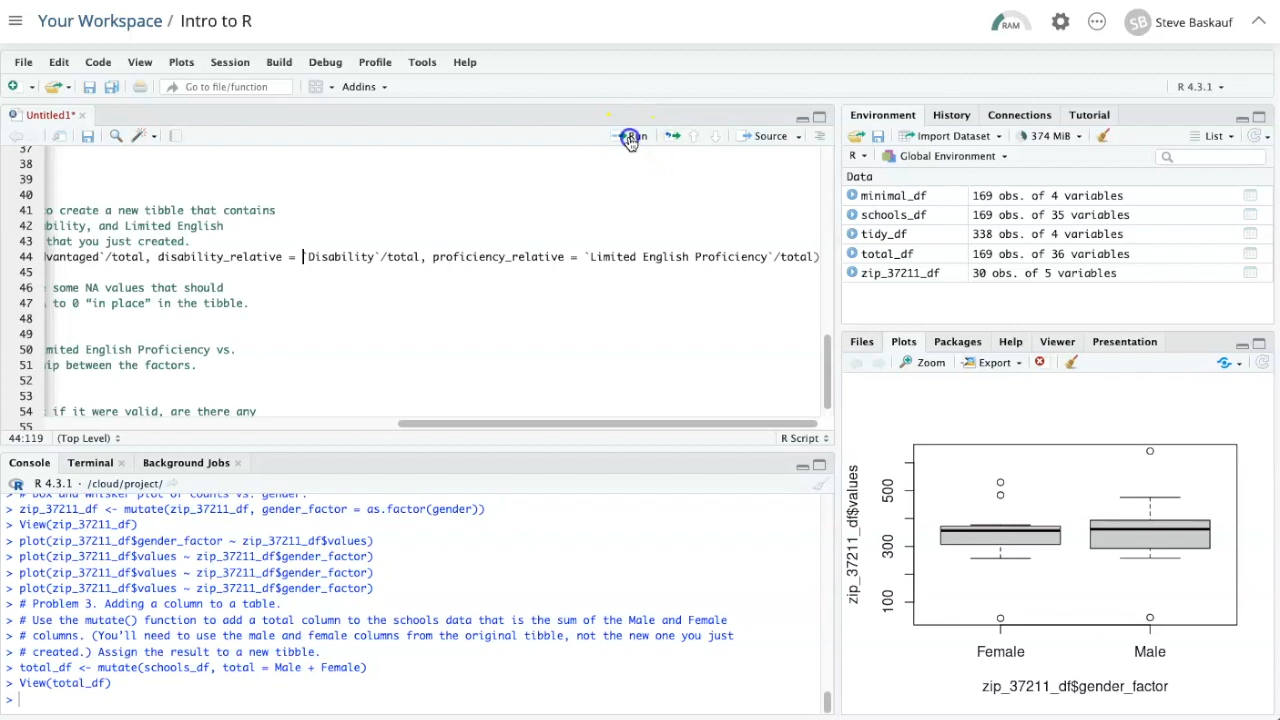 Your Workspace / Intro to R
RAM
SB
Steve Baskauf
File Edit Code View Plots Session Build Debug Profile Tools Help
Go to file/function
Addins
R 4.3.1
Untitled1*
Run
Source
37
38
39
40
41 o create a new tibble that contains
42 bility, and Limited English
43 that you just created.
44 dvantaged`/total, disability_relative = `Disability`/total, proficiency_relative = `Limited English Proficiency`/total)
45
46 some NA values that should
47 to 0 “in place” in the tibble.
48
49
50 mited English Proficiency vs.
51 ip between the factors.
52
53
54 if it were valid, are there any
55
44:119 (Top Level) R Script
Console Terminal Background Jobs
R 4.3.1 · /cloud/project/
> # box and whisker plot of counts vs. gender.
> zip_37211_df <- mutate(zip_37211_df, gender_factor = as.factor(gender))
> View(zip_37211_df)
> plot(zip_37211_df$gender_factor ~ zip_37211_df$values)
> plot(zip_37211_df$values ~ zip_37211_df$gender_factor)
> plot(zip_37211_df$values ~ zip_37211_df$gender_factor)
> plot(zip_37211_df$values ~ zip_37211_df$gender_factor)
> # Problem 3. Adding a column to a table.
> # Use the mutate() function to add a total column to the schools data that is the sum of the Male and Female
> # columns. (You’ll need to use the male and female columns from the original tibble, not the new one you just
> # created.) Assign the result to a new tibble.
> total_df <- mutate(schools_df, total = Male + Female)
> View(total_df)
>
Environment History Connections Tutorial
Import Dataset 374 MiB List
R Global Environment
Data
minimal_df 169 obs. of 4 variables
schools_df 169 obs. of 35 variables
tidy_df 338 obs. of 4 variables
total_df 169 obs. of 36 variables
zip_37211_df 30 obs. of 5 variables
Files Plots Packages Help Viewer Presentation
Zoom Export
zip_37211_df$values
500
300
100
Female Male
zip_37211_df$gender_factor